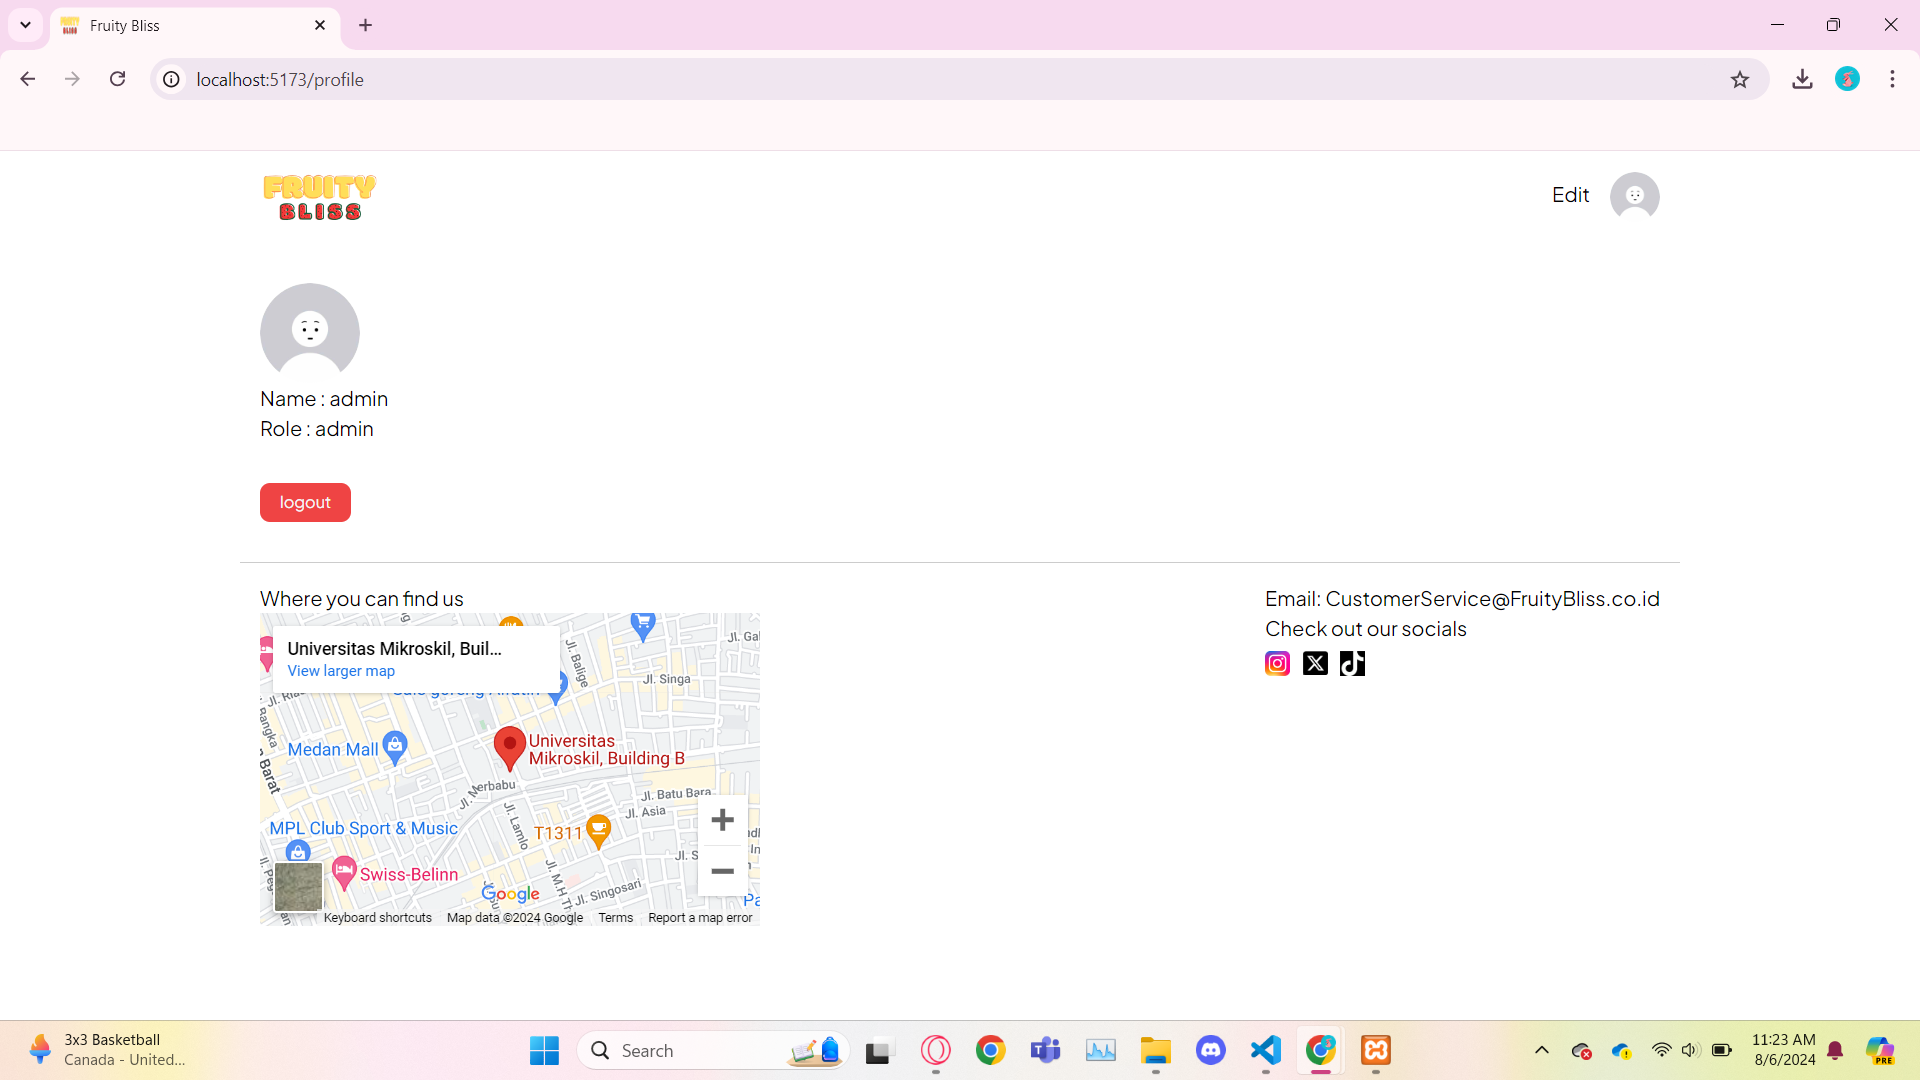 Fruity Bliss
localhost:5173/profile
FRUITY
BLISS
Edit
Name : admin
Role : admin
logout
Where you can find us
Email: CustomerService@FruityBliss.co.id
Check out our socials
Universitas Mikroskil, Buil...
View larger map
Jl. Balige
Jl. Singa
Medan Mall
Universitas
Mikroskil, Building B
Barat
Jl. Merbabu
Jl. Batu Bara
Jl. Asia
Jl. Lamlo
T1311
MPL Club Sport & Music
Swiss-Belinn
Jl. Singosari
Google
Keyboard shortcuts
Map data ©2024 Google
Terms
Report a map error
3x3 Basketball
Canada - United...
Search
11:23 AM
8/6/2024
PRE